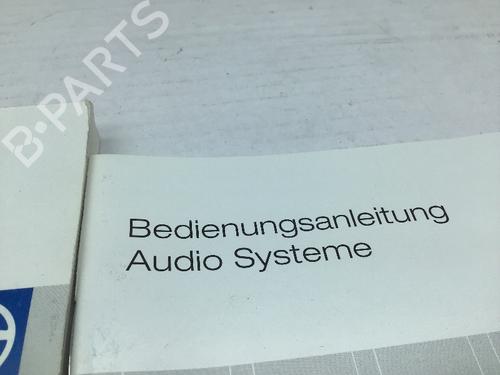 B-PARTS
Bedienungsanleitung
Audio Systeme